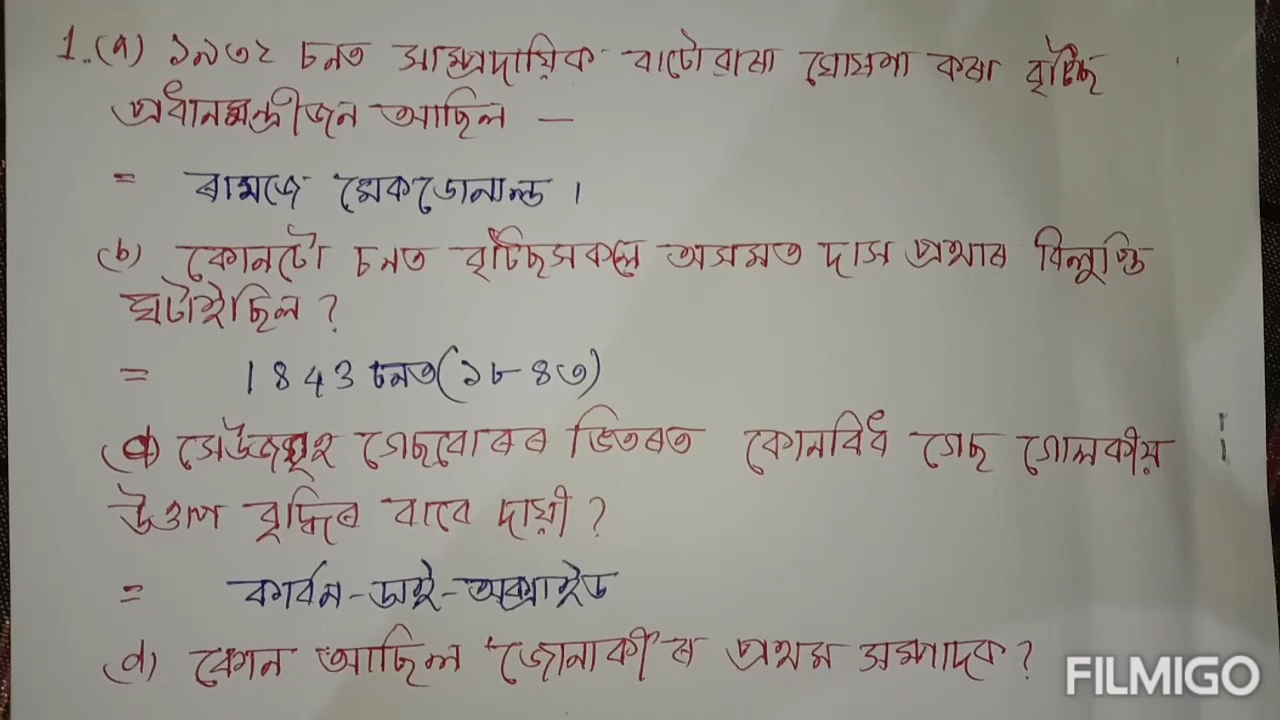 1. (a) ১৯৩২ চনত সাম্প্রদায়িক বাটোৱাৰা ঘোষণা কৰা বৃটিছ
প্ৰধানমন্ত্ৰীজন আছিল —
= ৰামজে মেকডোনাল্ড ।
(b) কোনটো চনত বৃটিছসকলে অসমত দাস প্ৰথাৰ বিলুপ্তি
ঘটাইছিল ?
= 1843 চনত (১৮৪৩)
(c) সেউজগৃহ গেছবোৰৰ ভিতৰত কোনবিধ গেছ গোলকীয়
উত্তাপ বৃদ্ধিৰ বাবে দায়ী ?
= কাৰ্বন-ডাই-অক্সাইড
(d) কোন আছিল 'জোনাকী'ৰ প্ৰথম সম্পাদক ?
FILMIGO